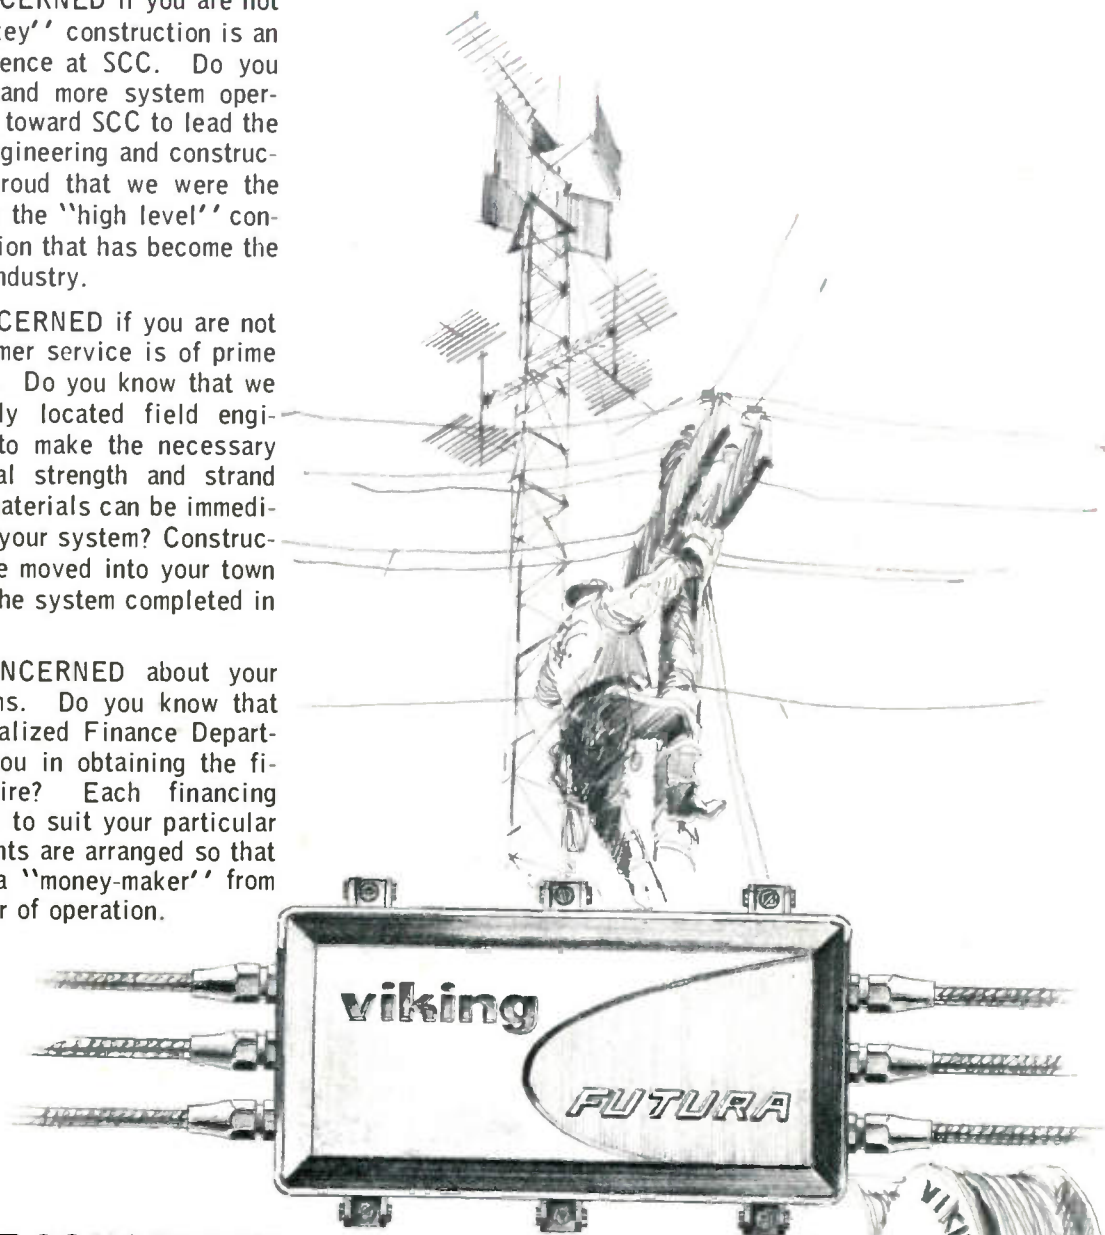 CERNED if you are not
key'' construction is an
ence at SCC. Do you
and more system oper-
toward SCC to lead the
gineering and construc-
roud that we were the
the ``high level'' con-
ion that has become the
ndustry.
CERNED if you are not
mer service is of prime
Do you know that we
ly located field engi-
to make the necessary
al strength and strand
aterials can be immedi-
your system? Construc-
e moved into your town
he system completed in
NCERNED about your
ns. Do you know that
alized Finance Depart-
ou in obtaining the fi-
ire? Each financing
to suit your particular
nts are arranged so that
a ``money-maker'' from
r of operation.
viking
FUTURA
VIKI